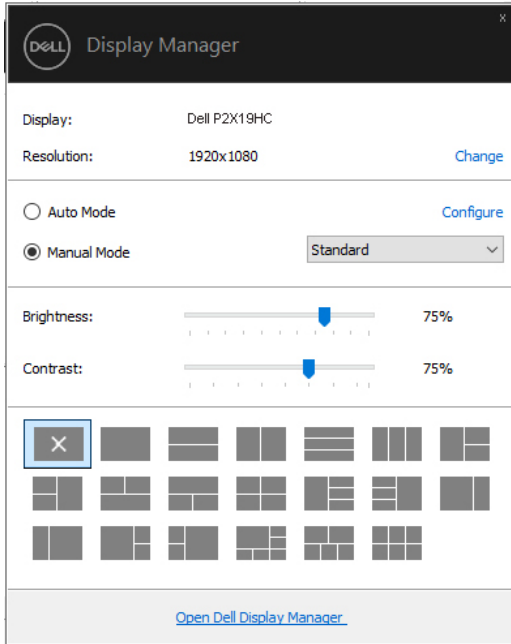 x
DELL Display Manager
Display: Dell P2X19HC
Resolution: 1920x1080 Change
Auto Mode Configure
Manual Mode Standard
Brightness: 75%
Contrast: 75%
Open Dell Display Manager